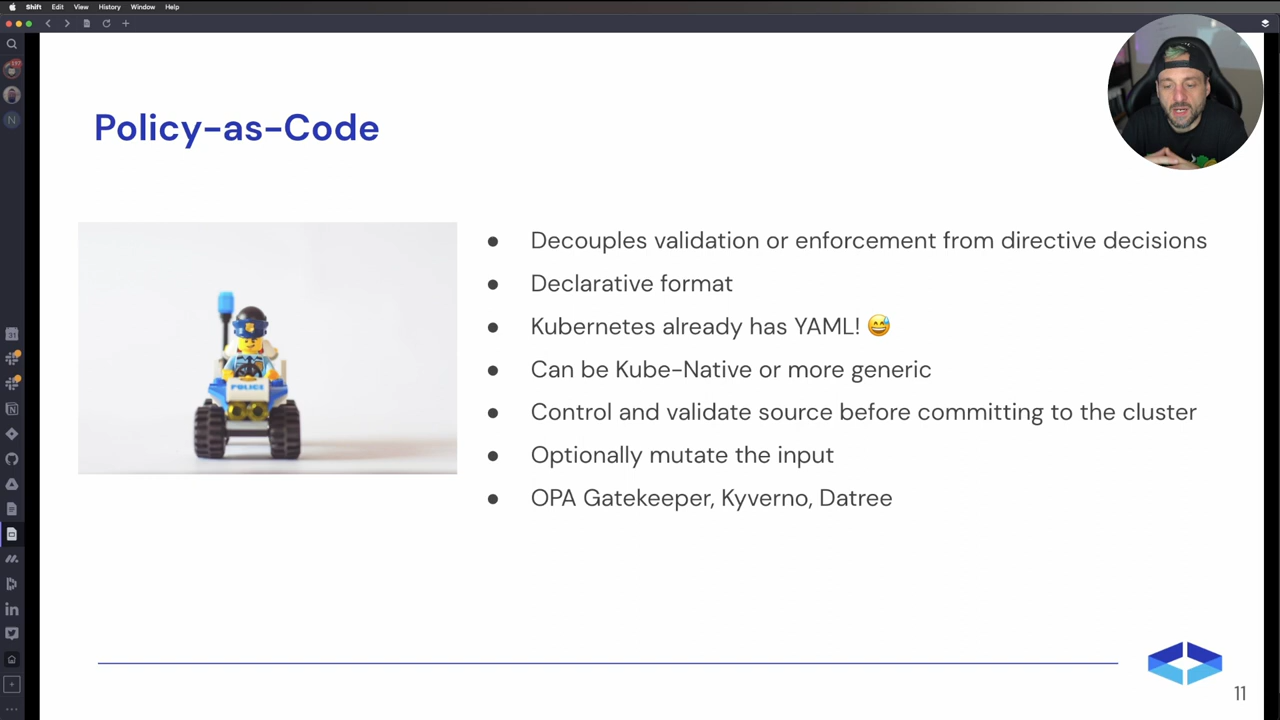 Shift Edit View History Window Help
N
Policy-as-Code
POLICE
● Decouples validation or enforcement from directive decisions
● Declarative format
● Kubernetes already has YAML! 😅
● Can be Kube-Native or more generic
● Control and validate source before committing to the cluster
● Optionally mutate the input
● OPA Gatekeeper, Kyverno, Datree
31
in
11